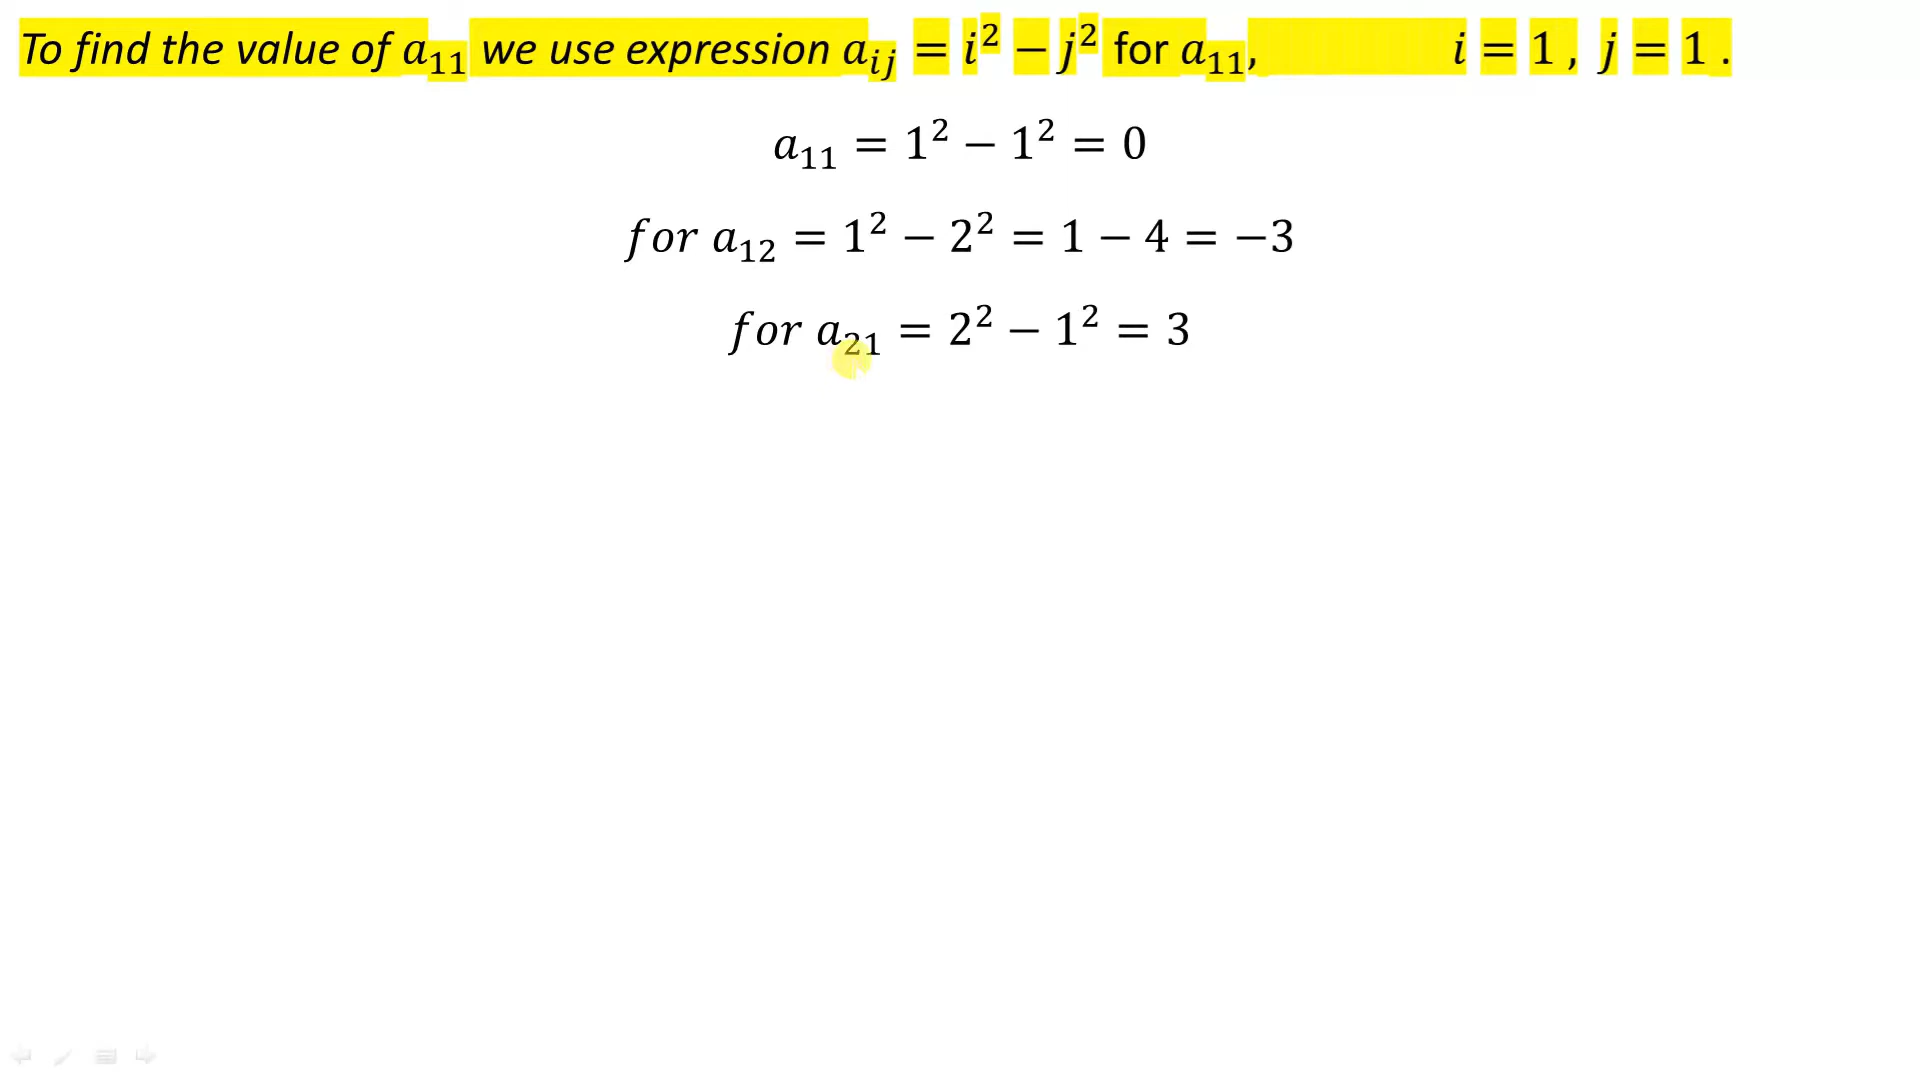 To find the value of a₁₁ we use expression aᵢⱼ = i² − j² for a₁₁, i = 1 , j = 1 .
a₁₁ = 1² − 1² = 0
for a₁₂ = 1² − 2² = 1 − 4 = −3
for a₂₁ = 2² − 1² = 3